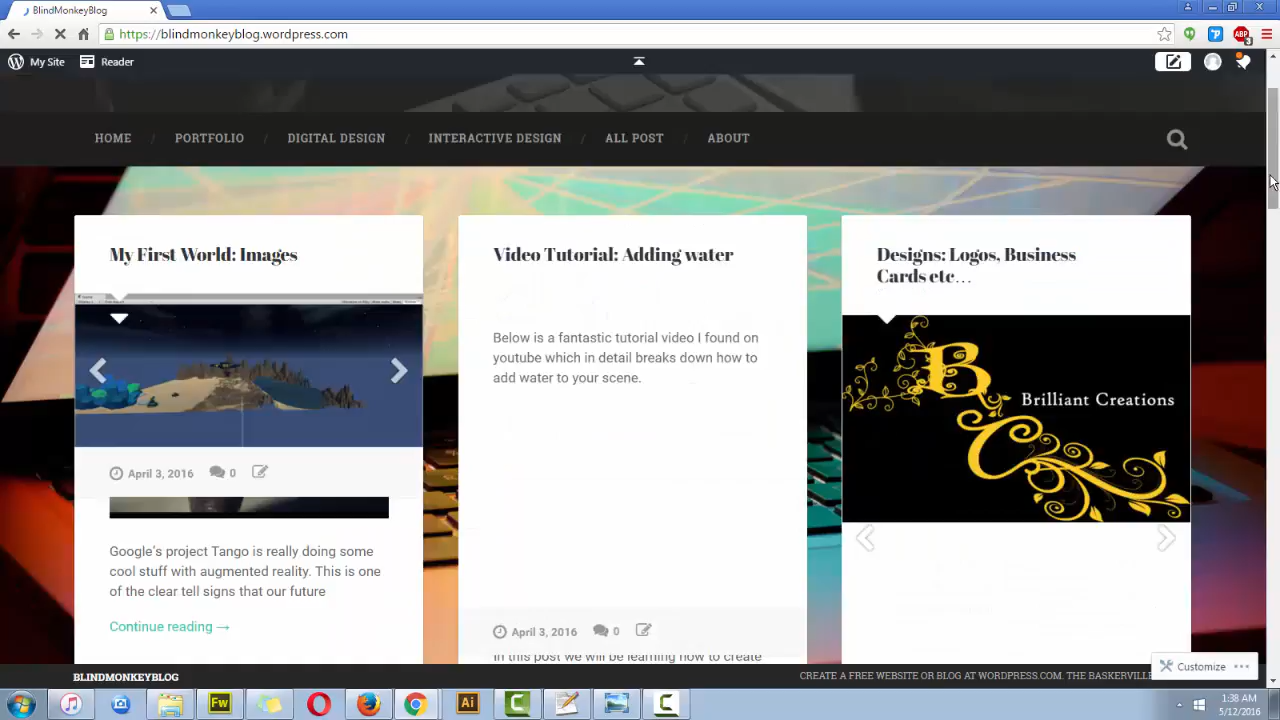 BlindMonkeyBlog
https://blindmonkeyblog.wordpress.com
ABP
3
My Site
Reader
HOME / PORTFOLIO / DIGITAL DESIGN / INTERACTIVE DESIGN / ALL POST / ABOUT
My First World: Images
April 3, 2016
0
Google's project Tango is really doing some
cool stuff with augmented reality. This is one
of the clear tell signs that our future
Continue reading →
Video Tutorial: Adding water
Below is a fantastic tutorial video I found on
youtube which in detail breaks down how to
add water to your scene.
April 3, 2016
0
In this post we will be learning how to create
Designs: Logos, Business
Cards etc…
B
C
Brilliant Creations
Customize
BLINDMONKEYBLOG
CREATE A FREE WEBSITE OR BLOG AT WORDPRESS.COM. THE BASKERVILLE
Fw
Ai
1:38 AM
5/12/2016